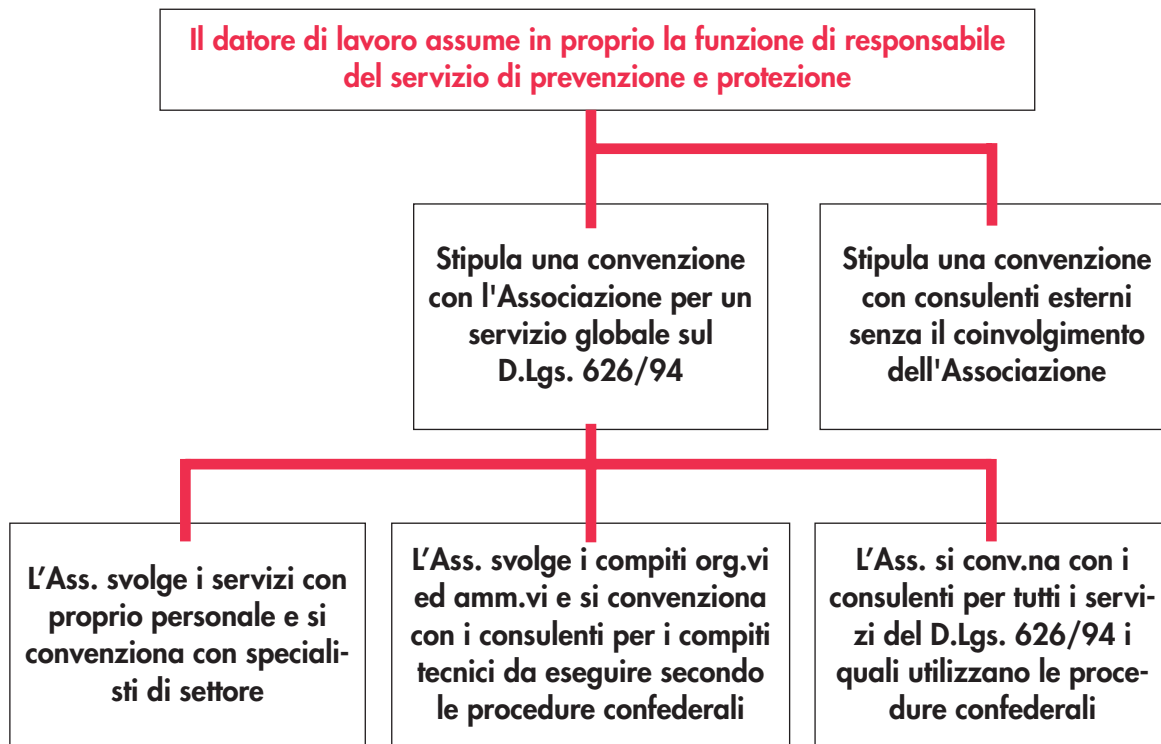 Il datore di lavoro assume in proprio la funzione di responsabile
del servizio di prevenzione e protezione
Stipula una convenzione
con l'Associazione per un
servizio globale sul
D.Lgs. 626/94
Stipula una convenzione
con consulenti esterni
senza il coinvolgimento
dell'Associazione
L’Ass. svolge i servizi con
proprio personale e si
convenziona con speciali-
sti di settore
L’Ass. svolge i compiti org.vi
ed amm.vi e si convenziona
con i consulenti per i compiti
tecnici da eseguire secondo
le procedure confederali
L’Ass. si conv.na con i
consulenti per tutti i servi-
zi del D.Lgs. 626/94 i
quali utilizzano le proce-
dure confederali